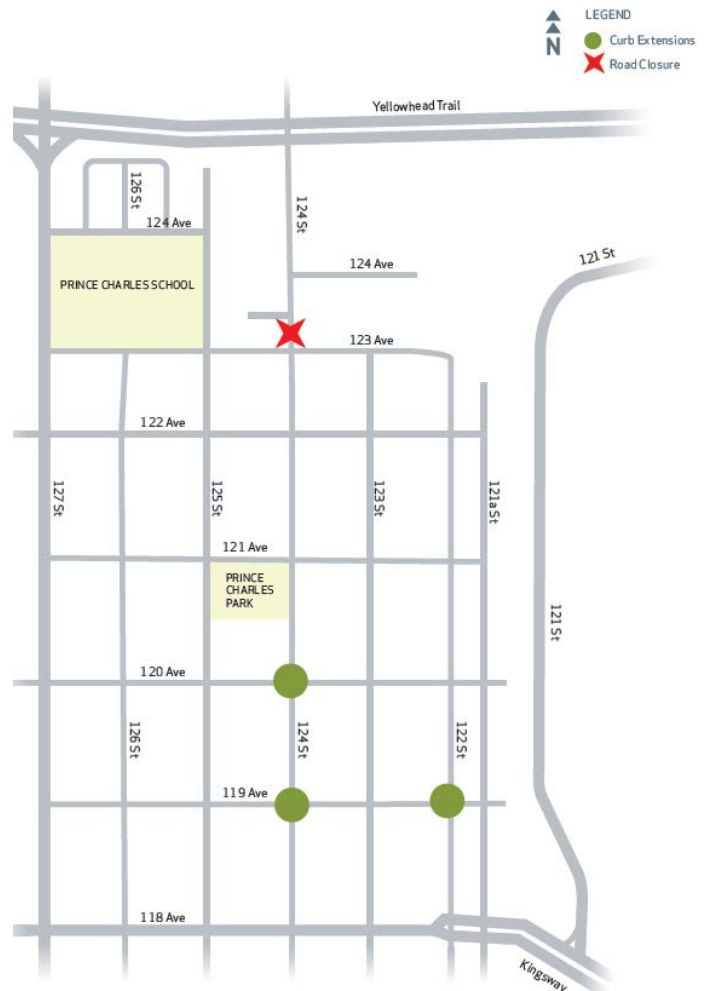 LEGEND
N
Curb Extensions
Road Closure
Yellowhead Trail
126 St
124 St
124 Ave
121 St
124 Ave
PRINCE CHARLES SCHOOL
123 Ave
122 Ave
127 St
125 St
123 St
121a St
121 Ave
PRINCE
CHARLES
PARK
121 St
120 Ave
126 St
124 St
122 St
119 Ave
118 Ave
Kingsway